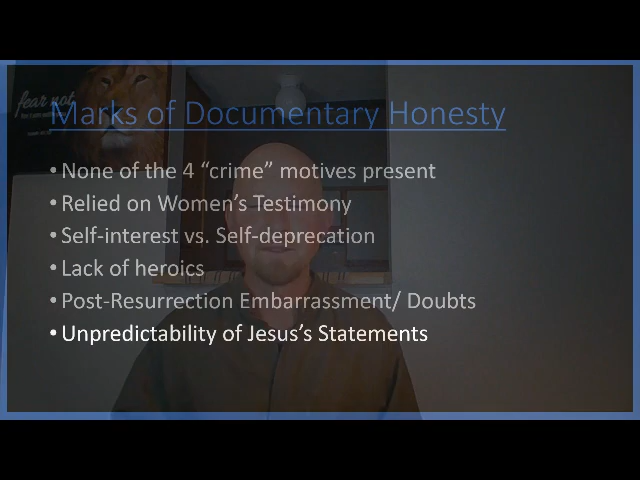 fear not
Marks of Documentary Honesty
• None of the 4 “crime” motives present
• Relied on Women’s Testimony
• Self-interest vs. Self-deprecation
• Lack of heroics
• Post-Resurrection Embarrassment/ Doubts
• Unpredictability of Jesus’s Statements